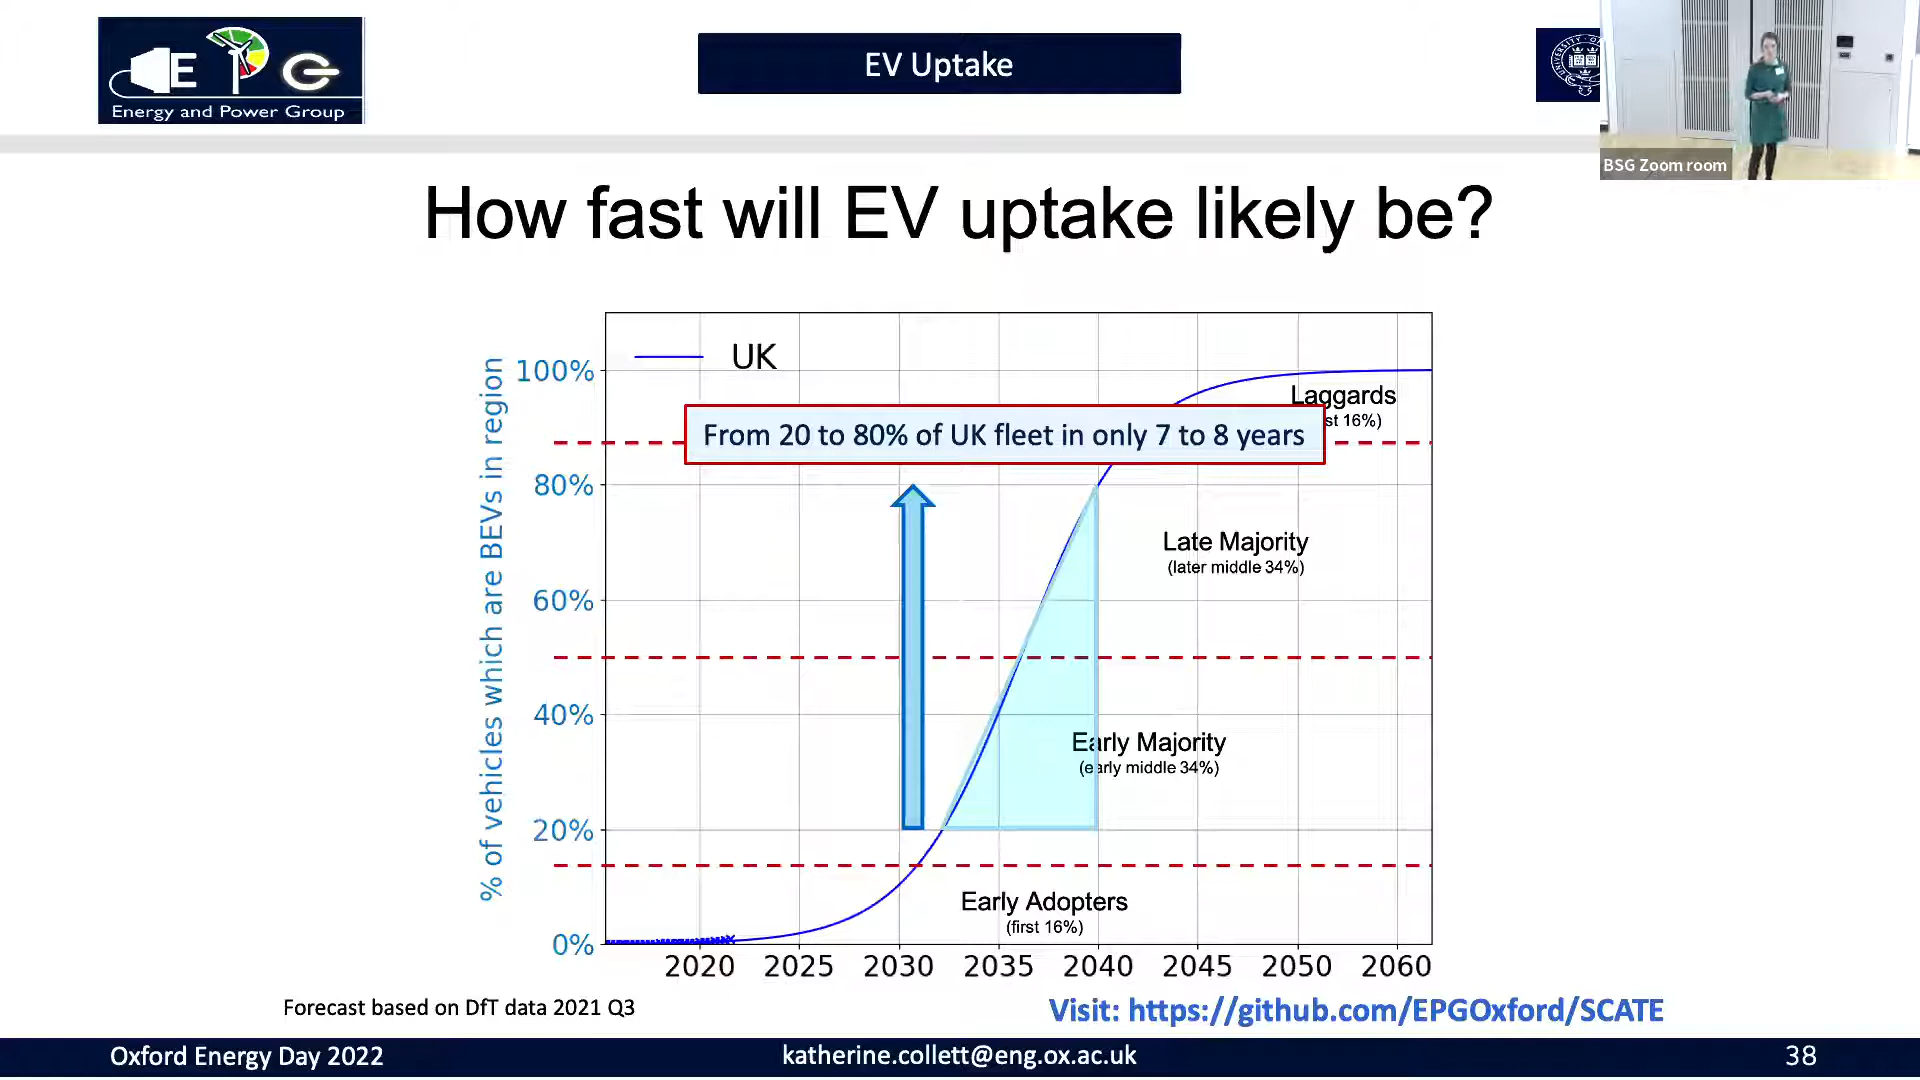 E
Energy and Power Group
EV Uptake
UNIVERSITY O
BSG Zoom room
How fast will EV uptake likely be?
% of vehicles which are BEVs in region
100%
80%
60%
40%
20%
0%
UK
Laggards
st 16%)
From 20 to 80% of UK fleet in only 7 to 8 years
Late Majority
(later middle 34%)
Early Majority
(early middle 34%)
Early Adopters
(first 16%)
2020 2025 2030 2035 2040 2045 2050 2060
Forecast based on DfT data 2021 Q3
Visit: https://github.com/EPGOxford/SCATE
Oxford Energy Day 2022
katherine.collett@eng.ox.ac.uk
38